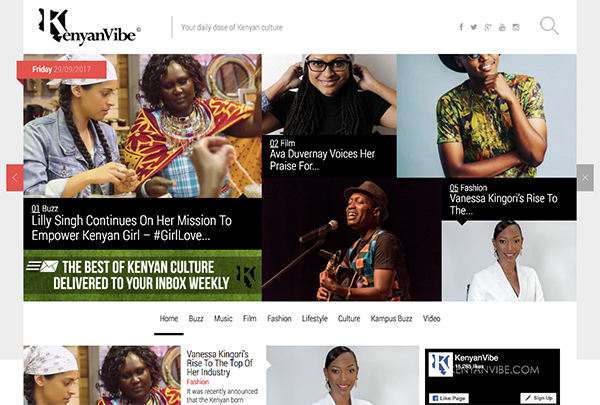 KenyanVibe©
Your daily dose of Kenyan culture
Friday 29/09/2017
01 Buzz
Lilly Singh Continues On Her Mission To
Empower Kenyan Girl – #GirlLove...
02 Film
Ava Duvernay Voices Her
Praise For...
05 Fashion
Vanessa Kingori's Rise To
The...
THE BEST OF KENYAN CULTURE
DELIVERED TO YOUR INBOX WEEKLY
Home Buzz Music Film Fashion Lifestyle Culture Kampus Buzz Video
Vanessa Kingori's
Rise To The Top Of
Her Industry
Fashion
It was recently announced
that the Kenyan born
KenyanVibe
16,285 likes
KENYANVIBE.COM
Like Page
Sign Up